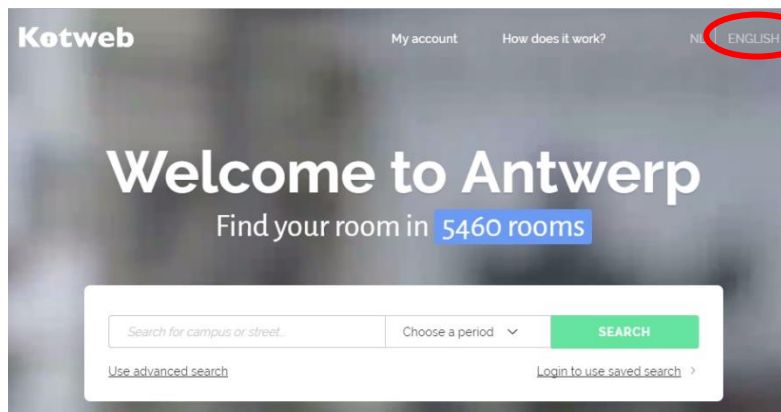 Kotweb
My account How does it work? NL ENGLISH
Welcome to Antwerp
Find your room in 5460 rooms
Search for campus or street... Choose a period SEARCH
Use advanced search Login to use saved search